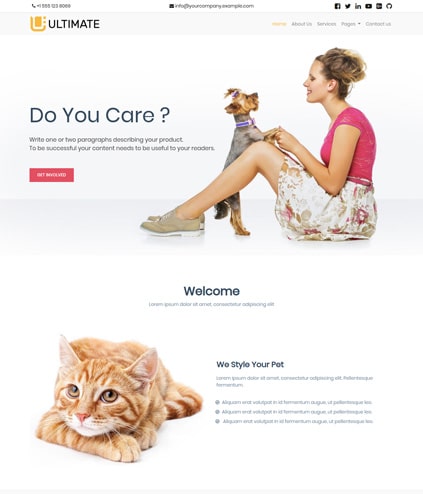 +1 555 123 8069
info@yourcompany.example.com
ULTIMATE
Home About Us Services Pages Contact us
Do You Care ?
Write one or two paragraphs describing your product.
To be successful your content needs to be useful to your readers.
GET INVOLVED
Welcome
Lorem ipsum dolor sit amet, consectetur adipiscing elit
We Style Your Pet
Lorem ipsum dolor sit amet, consectetur adipiscing elit. Pellentesque
fermentum.
Aliquam erat volutpat in id fermentum augue, ut pellentesque leo.
Aliquam erat volutpat in id fermentum augue, ut pellentesque leo.
Aliquam erat volutpat in id fermentum augue, ut pellentesque leo.